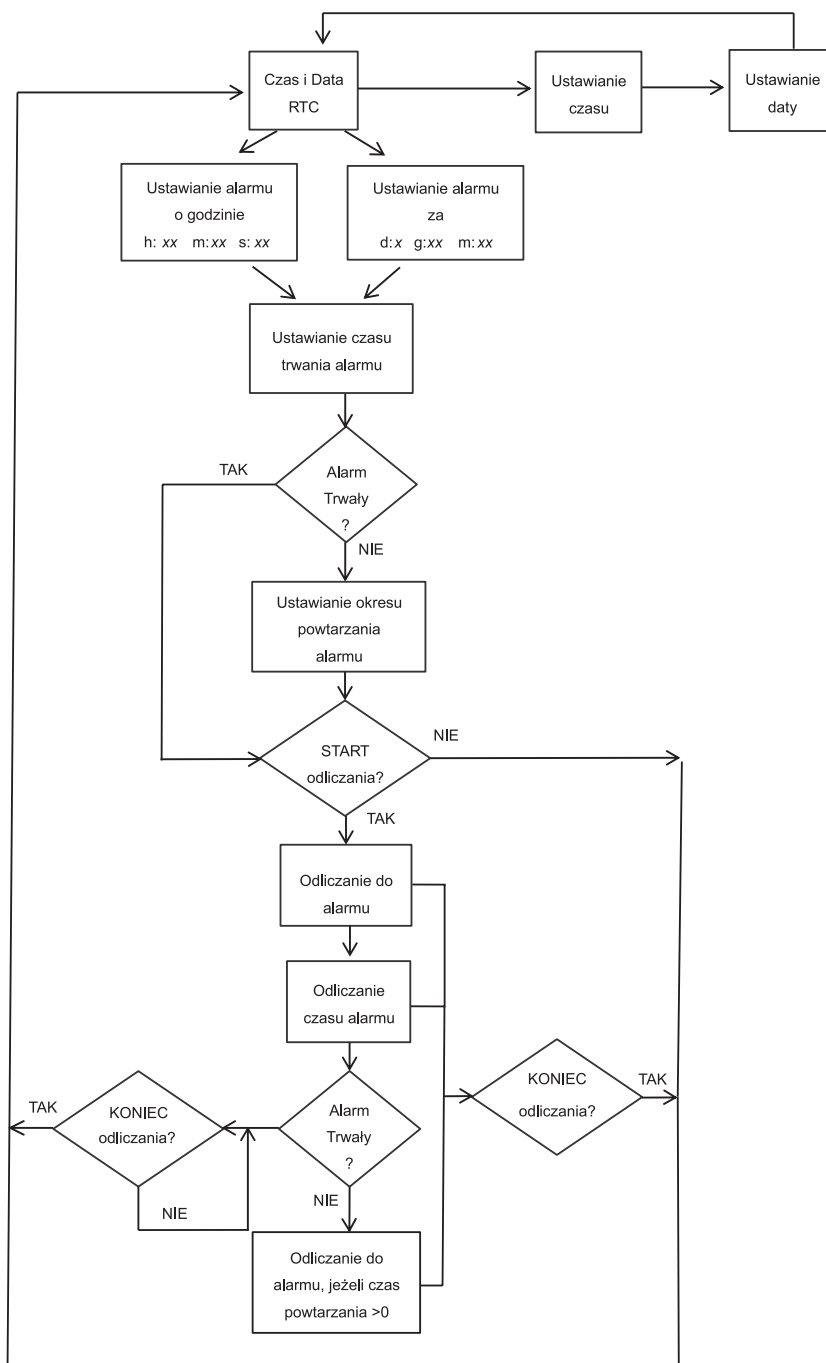 Czas i Data
RTC
Ustawianie
czasu
Ustawianie
daty
Ustawianie alarmu
o godzinie
h: xx m:xx s: xx
Ustawianie alarmu
za
d:x g:xx m:xx
Ustawianie czasu
trwania alarmu
TAK
Alarm
Trwały
?
NIE
Ustawianie okresu
powtarzania
alarmu
START
odliczania?
NIE
TAK
Odliczanie do
alarmu
Odliczanie
czasu alarmu
KONIEC
odliczania?
TAK
TAK
KONIEC
odliczania?
NIE
Alarm
Trwały
?
NIE
Odliczanie do
alarmu, jeżeli czas
powtarzania >0